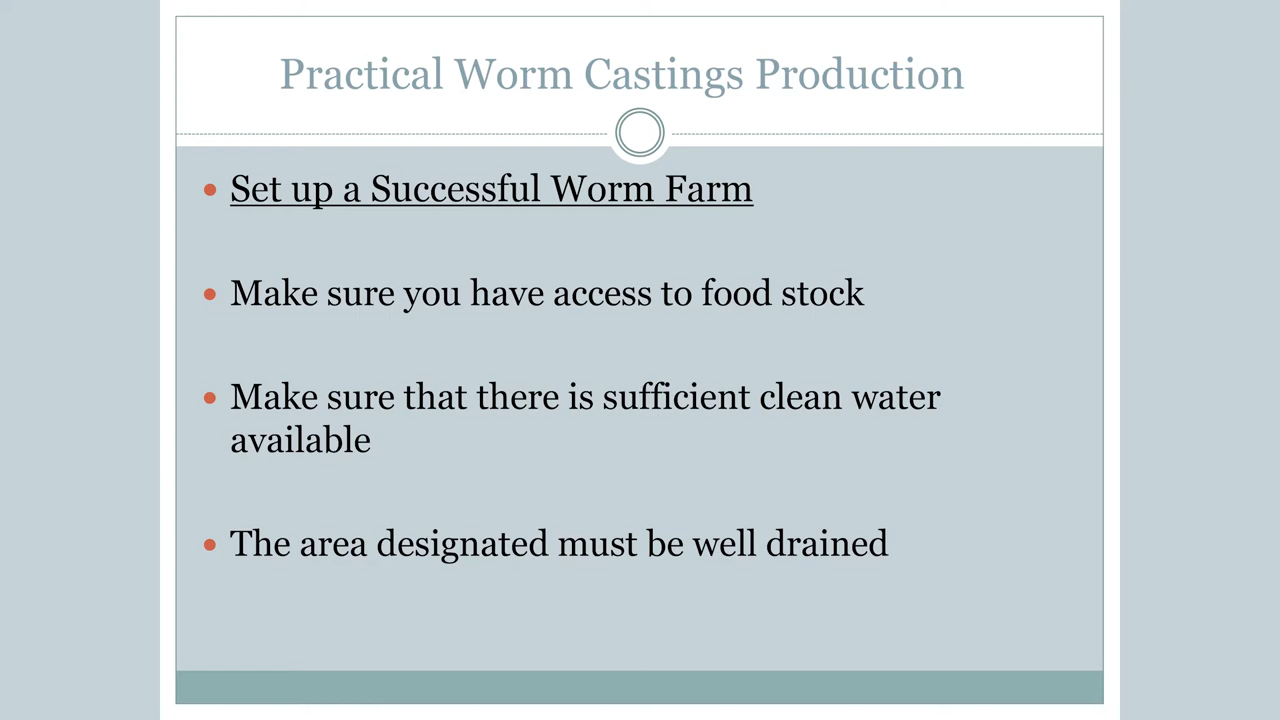 Practical Worm Castings Production
• Set up a Successful Worm Farm
• Make sure you have access to food stock
• Make sure that there is sufficient clean water
available
• The area designated must be well drained